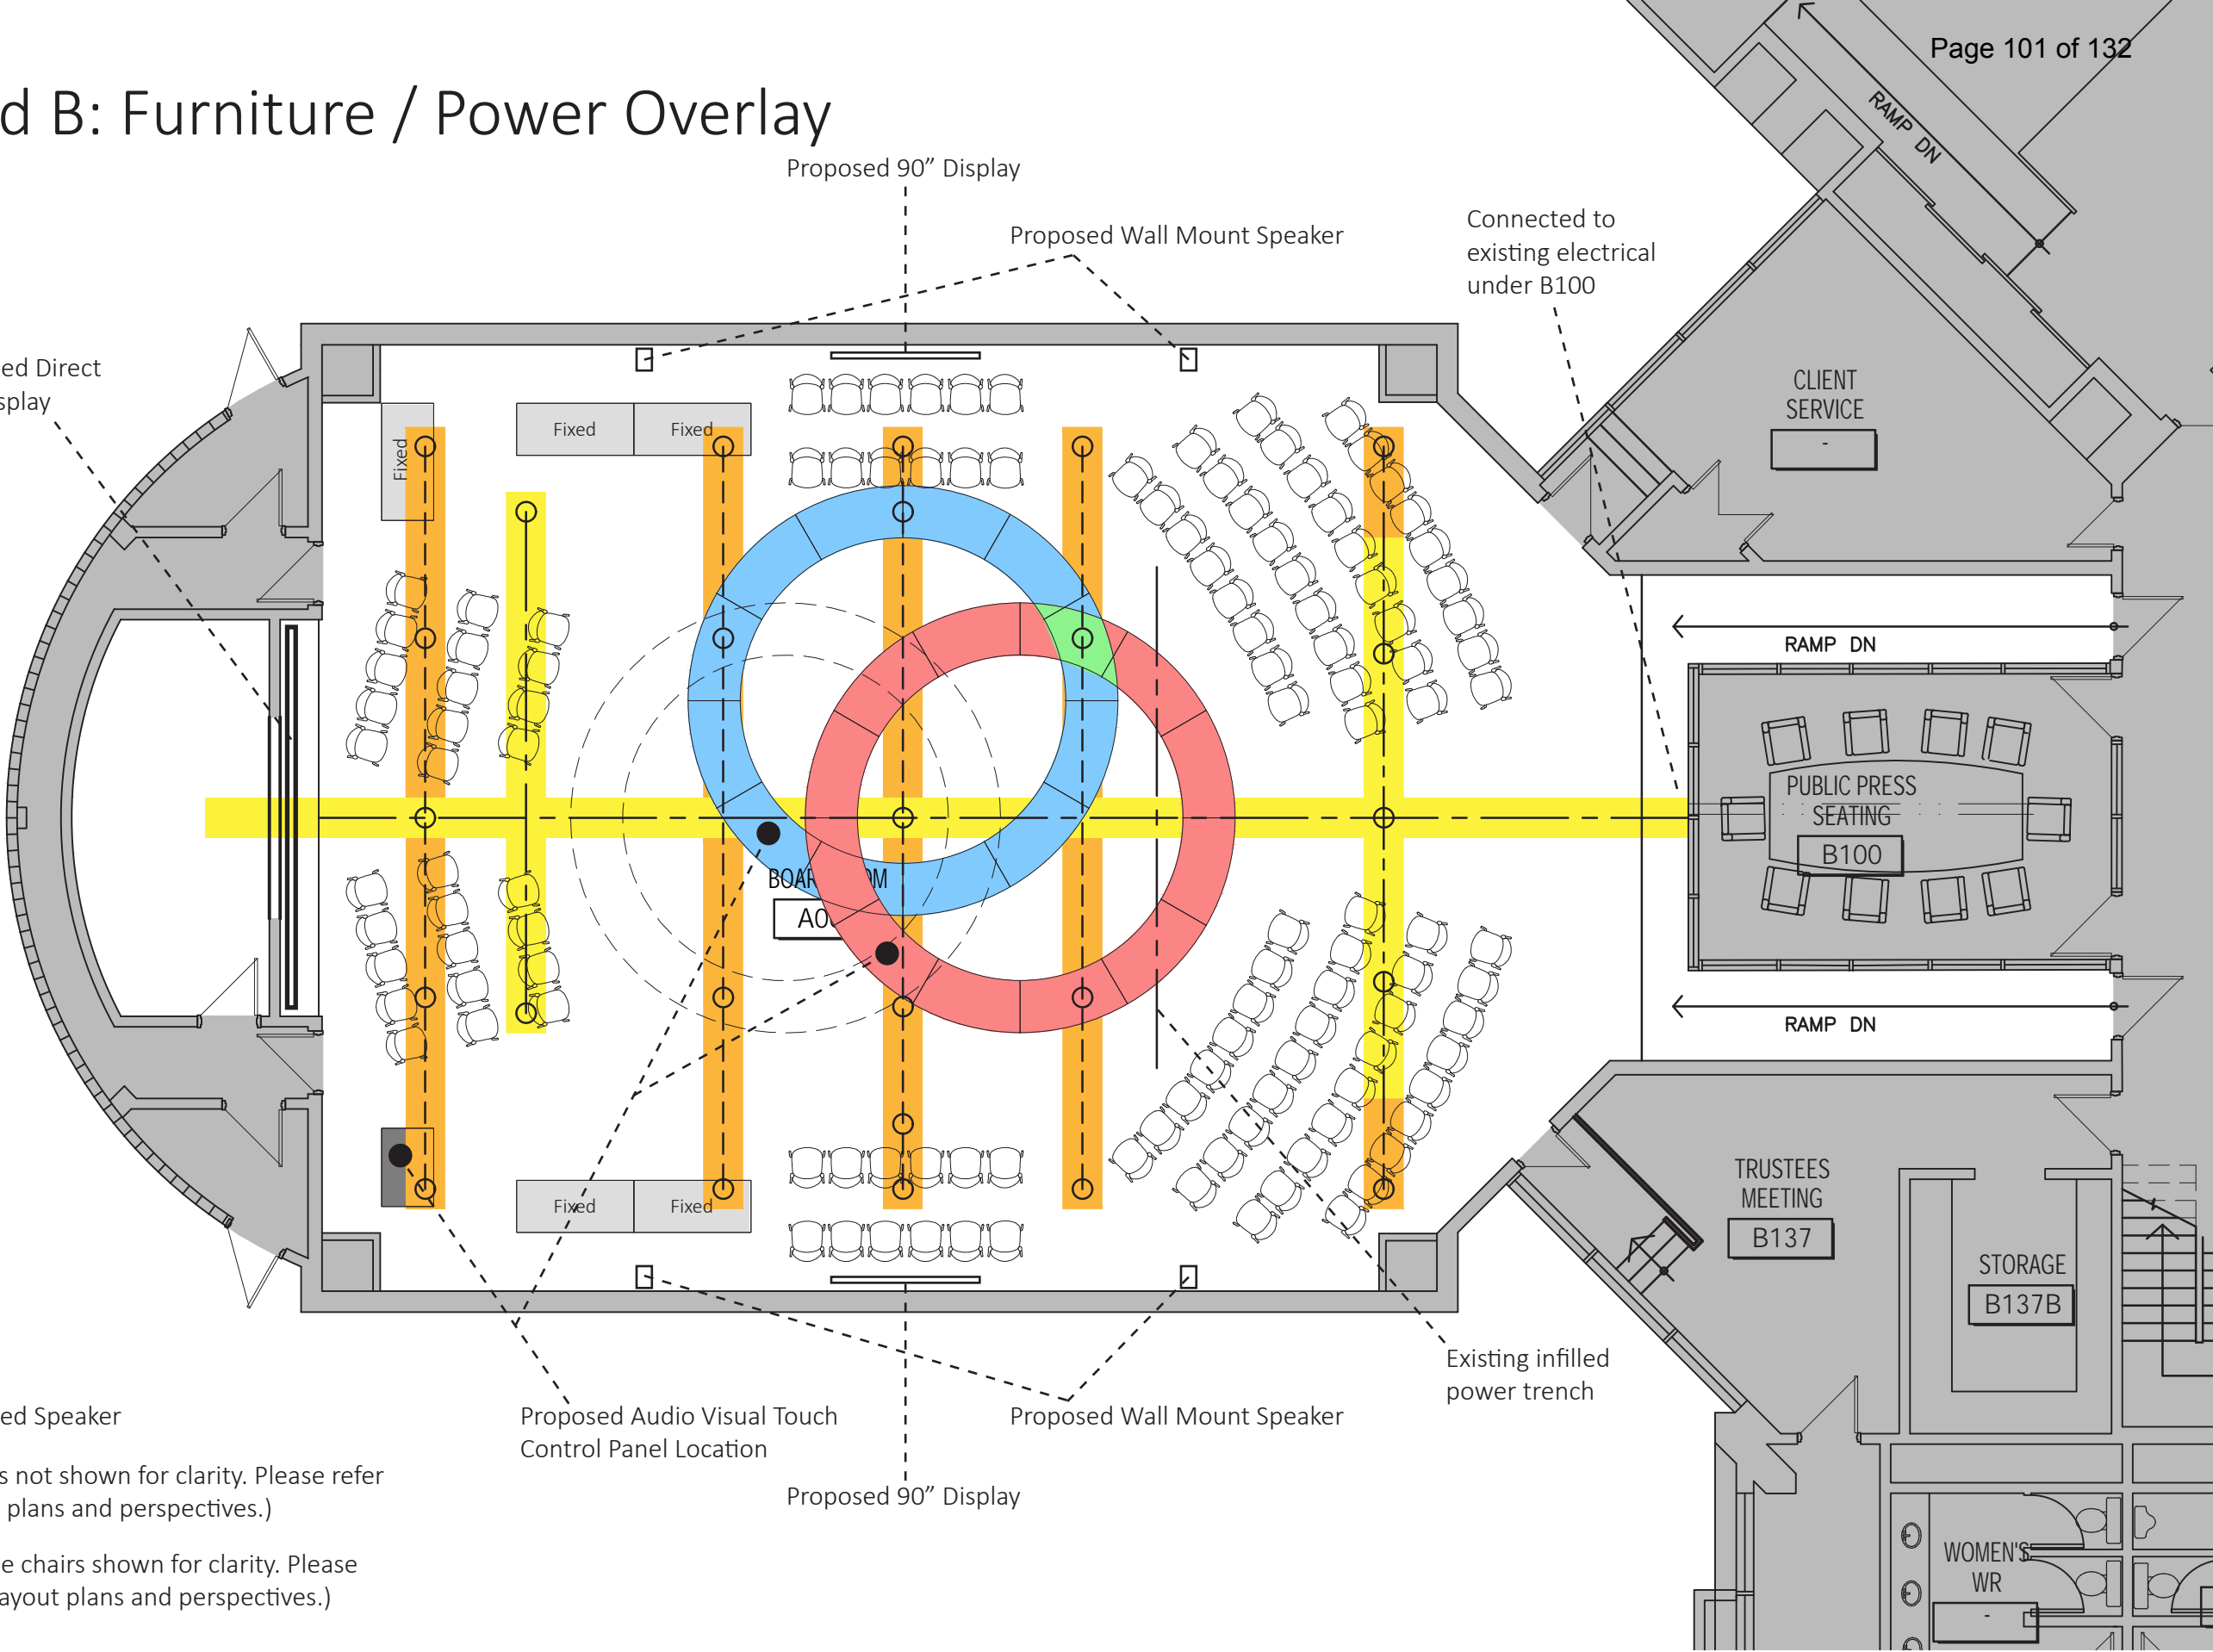 Page 101 of 132
d B: Furniture / Power Overlay
Proposed 90” Display
Proposed Wall Mount Speaker
Connected to
existing electrical
under B100
RAMP DN
ed Direct
splay
CLIENT
SERVICE
-
Fixed
Fixed
Fixed
RAMP DN
PUBLIC PRESS
SEATING
B100
BOAR OM
A0
RAMP DN
TRUSTEES
MEETING
B137
STORAGE
B137B
Fixed
Fixed
Existing infilled
power trench
ed Speaker
Proposed Audio Visual Touch
Control Panel Location
Proposed Wall Mount Speaker
s not shown for clarity. Please refer
plans and perspectives.)
Proposed 90” Display
e chairs shown for clarity. Please
ayout plans and perspectives.)
WOMEN'S
WR
-